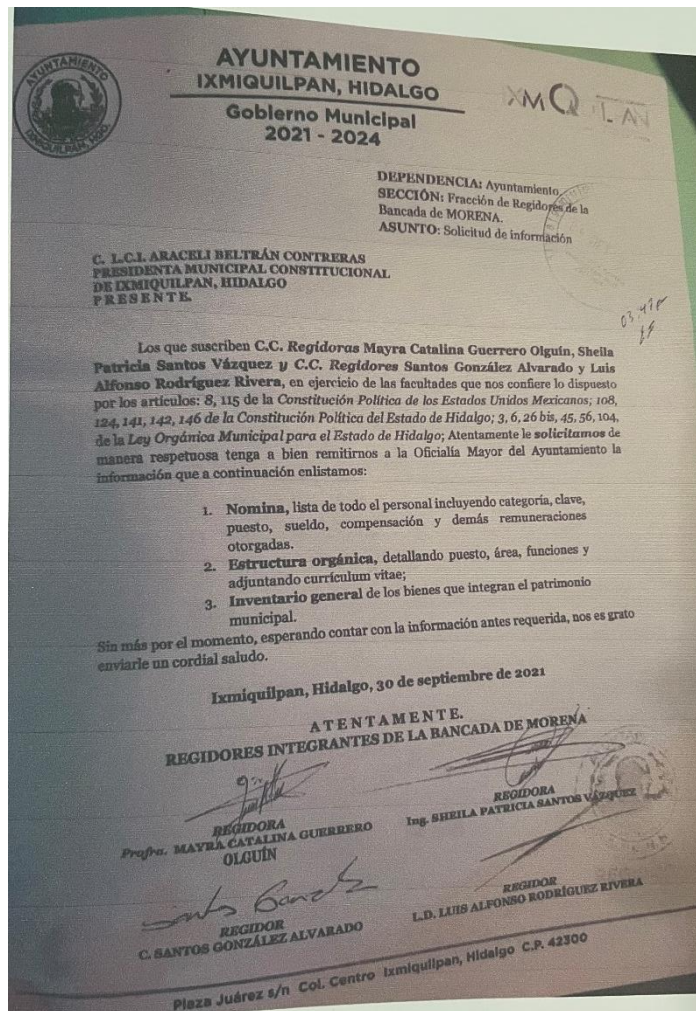 AYUNTAMIENTO
IXMIQUILPAN, HIDALGO
Gobierno Municipal
2021 - 2024
AYUNTAMIENTO
IXMIQUILPAN, HGO.
DEPENDENCIA: Ayuntamiento
SECCIÓN: Fracción de Regidores de la
Bancada de MORENA.
ASUNTO: Solicitud de información
C. L.C.I. ARACELI BELTRÁN CONTRERAS
PRESIDENTA MUNICIPAL CONSTITUCIONAL
DE IXMIQUILPAN, HIDALGO
P R E S E N T E.
Los que suscriben C.C. Regidoras Mayra Catalina Guerrero Olguín, Sheila
Patricia Santos Vázquez y C.C. Regidores Santos González Alvarado y Luis
Alfonso Rodríguez Rivera, en ejercicio de las facultades que nos confiere lo dispuesto
por los artículos: 8, 115 de la Constitución Política de los Estados Unidos Mexicanos; 108,
124, 141, 142, 146 de la Constitución Política del Estado de Hidalgo; 3, 6, 26 bis, 45, 56, 104,
de la Ley Orgánica Municipal para el Estado de Hidalgo; Atentamente le solicitamos de
manera respetuosa tenga a bien remitirnos a la Oficialía Mayor del Ayuntamiento la
información que a continuación enlistamos:
1. Nomina, lista de todo el personal incluyendo categoría, clave,
puesto, sueldo, compensación y demás remuneraciones
otorgadas.
2. Estructura orgánica, detallando puesto, área, funciones y
adjuntando currículum vitae;
3. Inventario general de los bienes que integran el patrimonio
municipal.
Sin más por el momento, esperando contar con la información antes requerida, nos es grato
enviarle un cordial saludo.
Ixmiquilpan, Hidalgo, 30 de septiembre de 2021
A T E N T A M E N T E.
REGIDORES INTEGRANTES DE LA BANCADA DE MORENA
REGIDORA
Profra. MAYRA CATALINA GUERRERO
OLGUÍN
REGIDORA
Ing. SHEILA PATRICIA SANTOS VÁZQUEZ
REGIDOR
C. SANTOS GONZÁLEZ ALVARADO
REGIDOR
L.D. LUIS ALFONSO RODRÍGUEZ RIVERA
Plaza Juárez s/n Col. Centro Ixmiquilpan, Hidalgo C.P. 42300